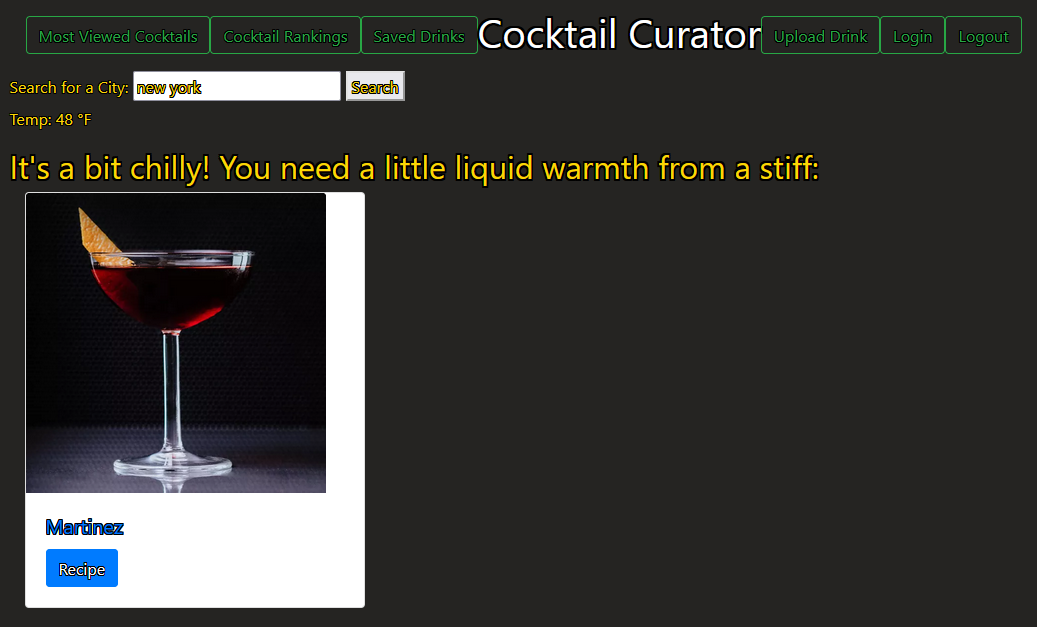 Most Viewed Cocktails Cocktail Rankings Saved Drinks Cocktail Curator Upload Drink Login Logout
Search for a City: new york Search
Temp: 48 °F
It's a bit chilly! You need a little liquid warmth from a stiff:
Martinez
Recipe